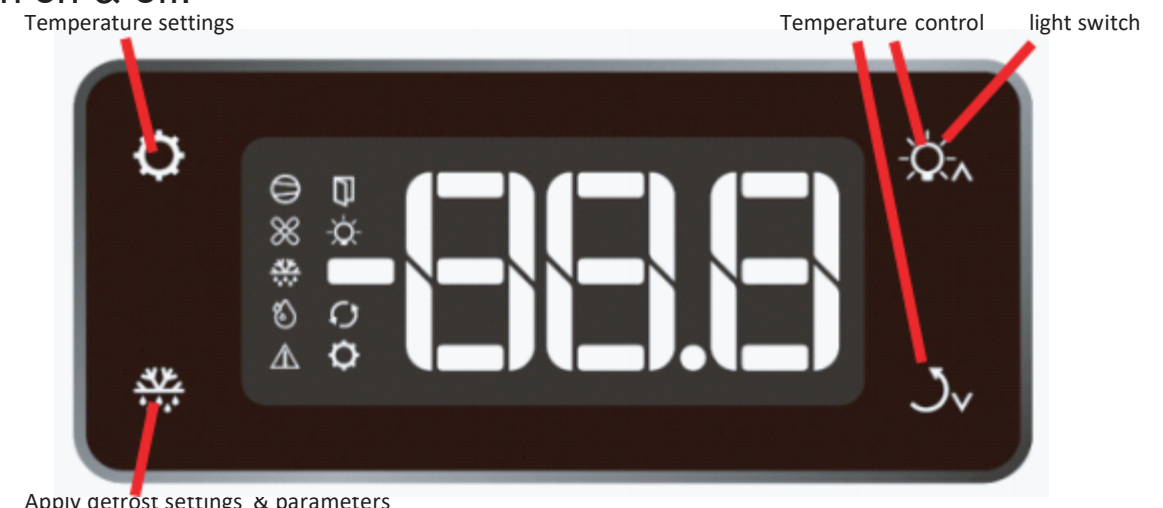 Temperature settings
Temperature control
light switch
-88.8
Apply defrost settings & parameters